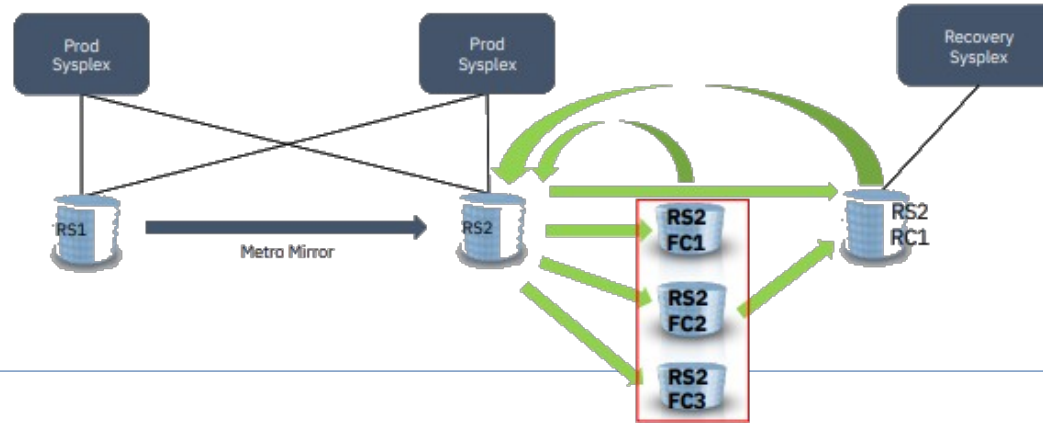 Prod
Sysplex
Prod
Sysplex
Recovery
Sysplex
RS1
Metro Mirror
RS2
RS2
FC1
RS2
FC2
RS2
FC3
RS2
RC1